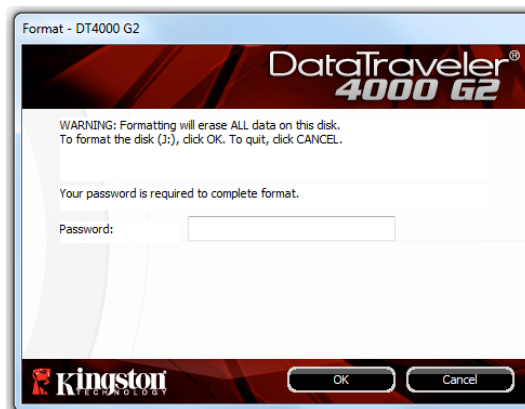 Format - DT4000 G2
DataTraveler®
4000 G2
WARNING: Formatting will erase ALL data on this disk.
To format the disk (J:), click OK. To quit, click CANCEL.
Your password is required to complete format.
Password:
Kingston
TECHNOLOGY
OK
Cancel